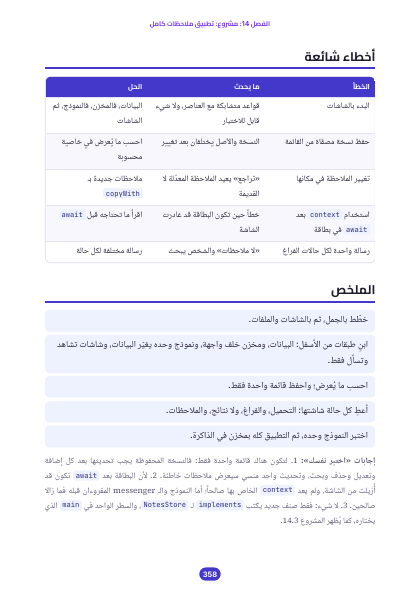 الفصل 14: مشروع: تطبيق ملاحظات كامل
أخطاء شائعة
الخطأ ما يحدث الحل
البدء بالشاشات قواعد متشابكة مع العناصر، ولا شيء البيانات، فالمخزن، فالنموذج، ثم
قابل للاختبار الشاشات
حفظ نسخة مصفّاة من القائمة النسخة والأصل يختلفان بعد تغيير احسب ما يُعرض في خاصية
محسوبة
تغيير الملاحظة في مكانها «تراجع» يعيد الملاحظة المعدّلة لا ملاحظة جديدة بـ
القديمة copyWith
استخدام context بعد خطأ حين تكون البطاقة قد غادرت اقرأ ما تحتاجه قبل await
await في بطاقة الشاشة
رسالة واحدة لكل حالات الفراغ «لا ملاحظات» والشخص يبحث رسالة مختلفة لكل حالة
الملخص
خطّط بالجمل، ثم بالشاشات والملفات.
ابنِ طبقات من الأسفل: البيانات، ومخزن خلف واجهة، ونموذج وحده يغيّر البيانات، وشاشات تشاهد
وتسأل فقط.
احسب ما يُعرض؛ واحفظ قائمة واحدة فقط.
أعطِ كل حالة شاشتها: التحميل، والفراغ، ولا نتائج، والملاحظات.
اختبر النموذج وحده، ثم التطبيق كله بمخزن في الذاكرة.
إجابات «اختبر نفسك»: 1. لتكون هناك قائمة واحدة فقط: فالنسخة المحفوظة يجب تحديثها بعد كل إضافة
وتعديل وحذف وبحث، وتحديث واحد منسي سيعرض ملاحظات خاطئة. 2. لأن البطاقة بعد await تكون قد
أُزيلت من الشاشة، ولم يعد context الخاص بها صالحًا؛ أما النموذج والـ messenger المقروءان قبله فما زالا
صالحين. 3. لا شيء: فقط صنف جديد يكتب implements لـ NotesStore، والسطر الواحد في main الذي
يختاره، كما يُظهر المشروع 14.3.
358